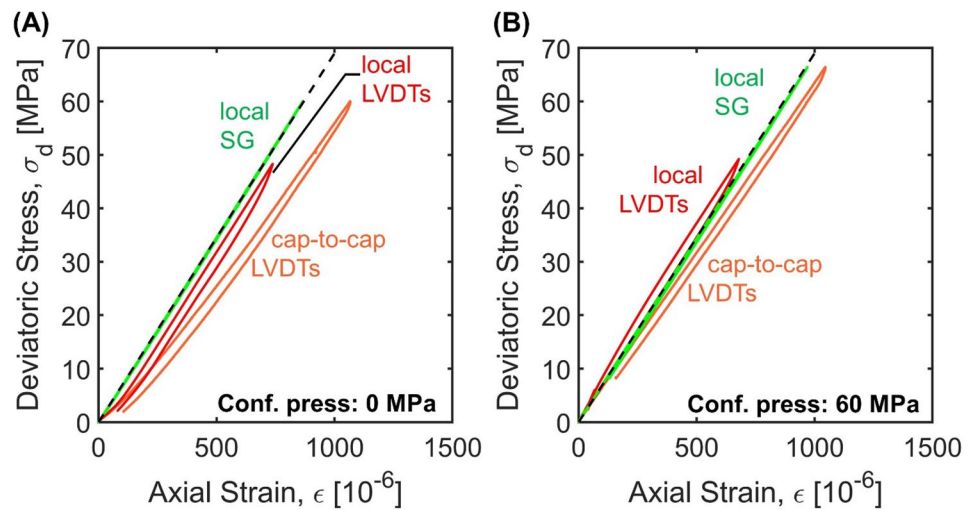 (A)
Deviatoric Stress, σd [MPa]
70
60
50
40
30
20
10
0
local
SG
local
LVDTs
cap-to-cap
LVDTs
Conf. press: 0 MPa
0 500 1000 1500
Axial Strain, ϵ [10-6]
(B)
Deviatoric Stress, σd [MPa]
70
60
50
40
30
20
10
0
local
SG
local
LVDTs
cap-to-cap
LVDTs
Conf. press: 60 MPa
0 500 1000 1500
Axial Strain, ϵ [10-6]